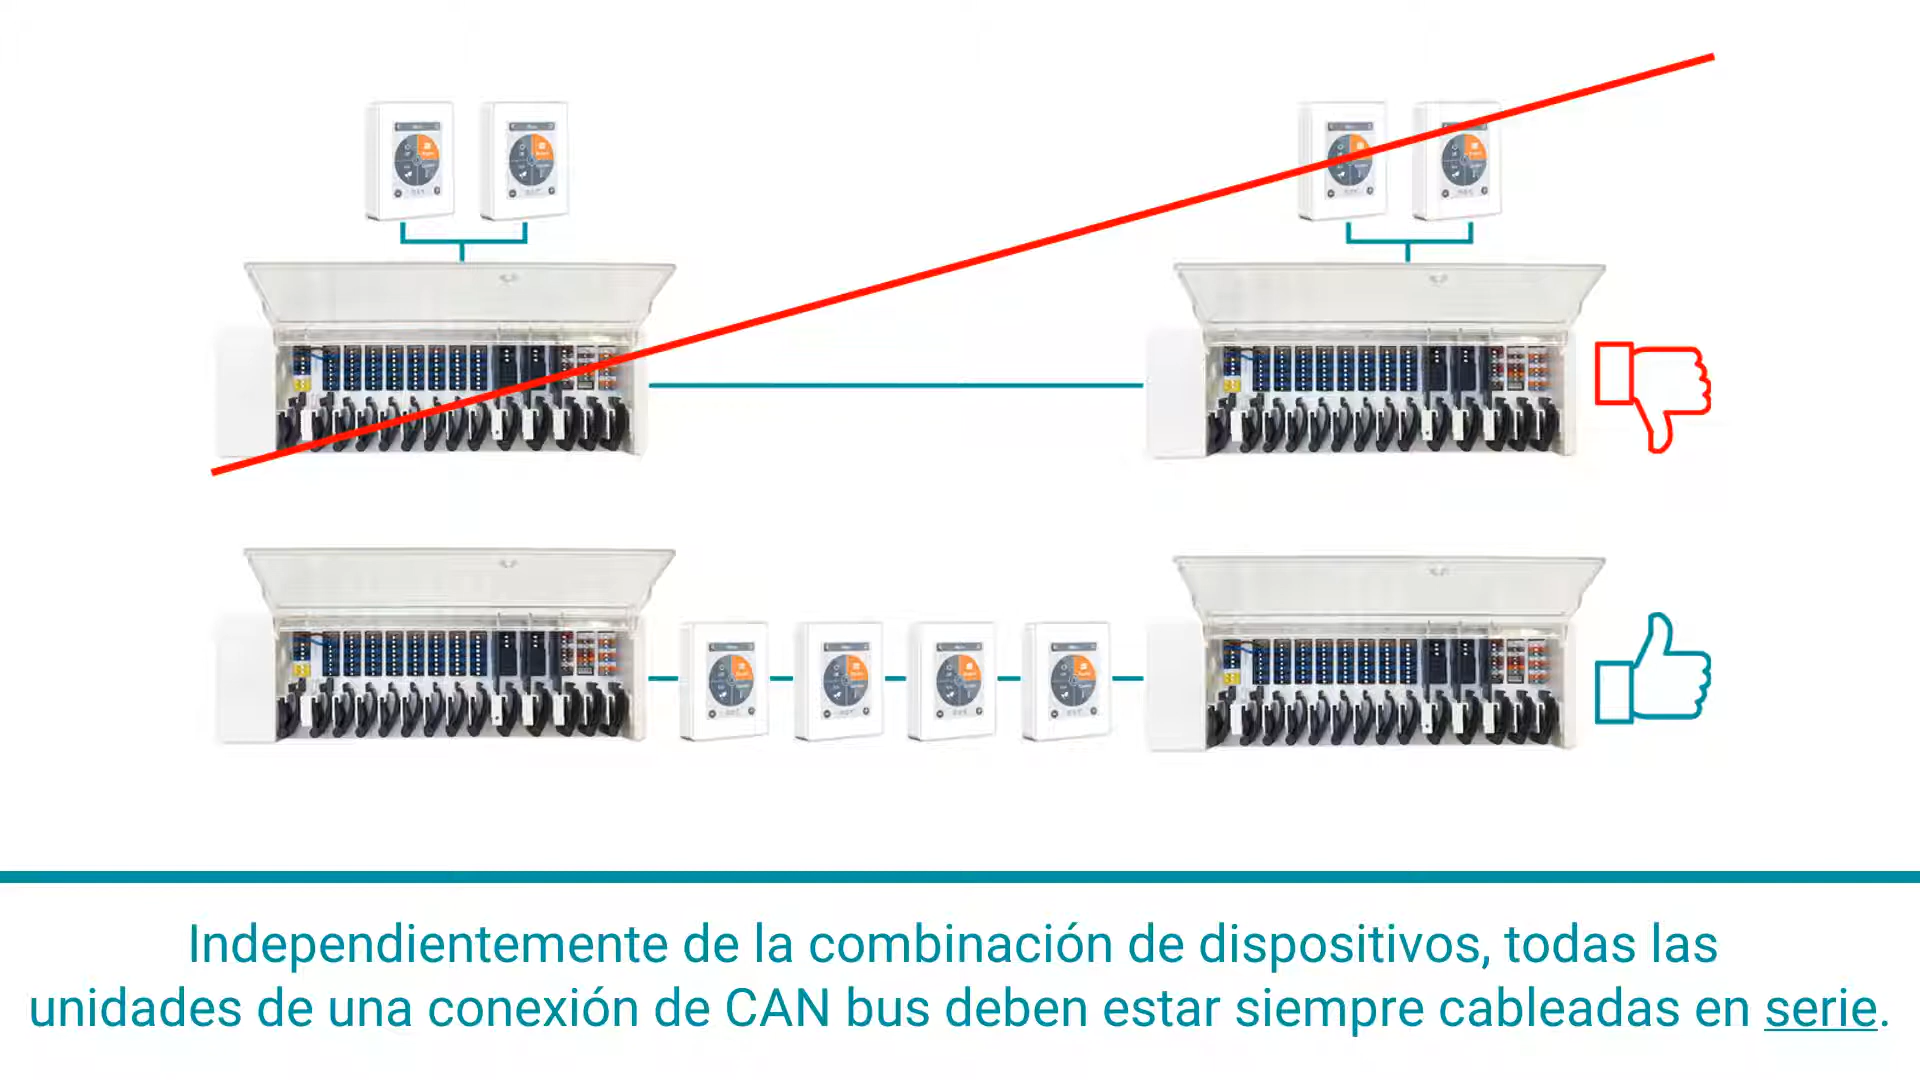 Independientemente de la combinación de dispositivos, todas las
unidades de una conexión de CAN bus deben estar siempre cableadas en serie.